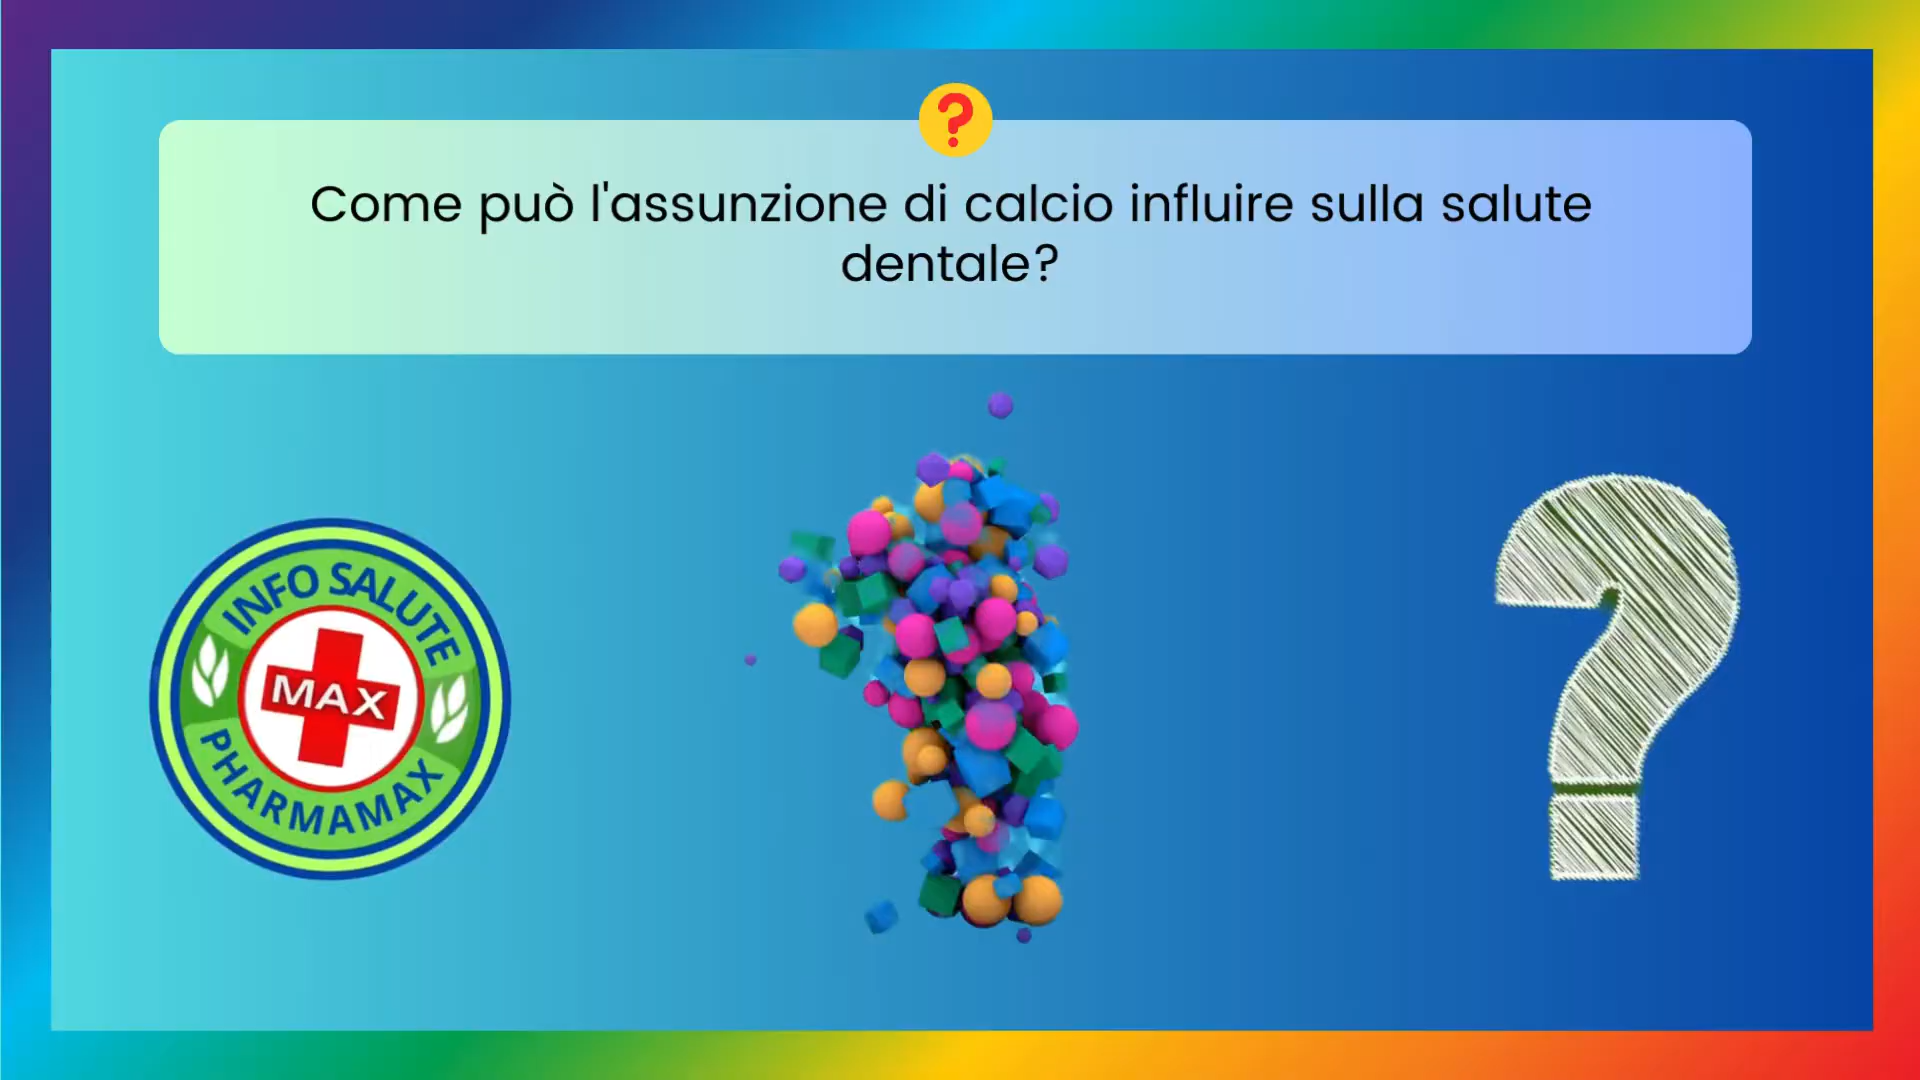 Come può l'assunzione di calcio influire sulla salute
dentale?
INFO SALUTE
MAX
PHARMAMAX